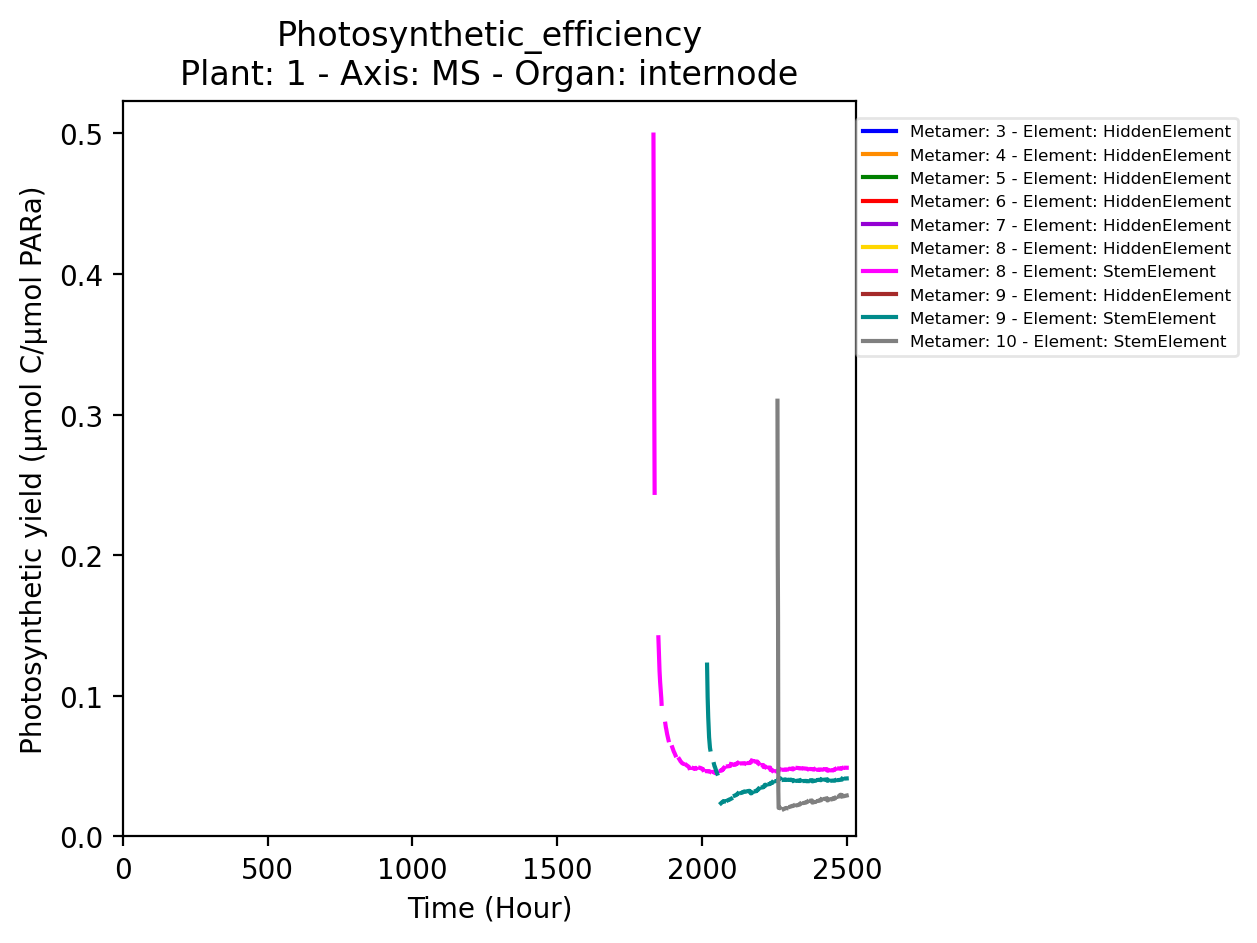 Photosynthetic_efficiency
Plant: 1 - Axis: MS - Organ: internode
Photosynthetic yield (µmol C/µmol PARa)
0.5
0.4
0.3
0.2
0.1
0.0
0 500 1000 1500 2000 2500
Time (Hour)
Metamer: 3 - Element: HiddenElement
Metamer: 4 - Element: HiddenElement
Metamer: 5 - Element: HiddenElement
Metamer: 6 - Element: HiddenElement
Metamer: 7 - Element: HiddenElement
Metamer: 8 - Element: HiddenElement
Metamer: 8 - Element: StemElement
Metamer: 9 - Element: HiddenElement
Metamer: 9 - Element: StemElement
Metamer: 10 - Element: StemElement